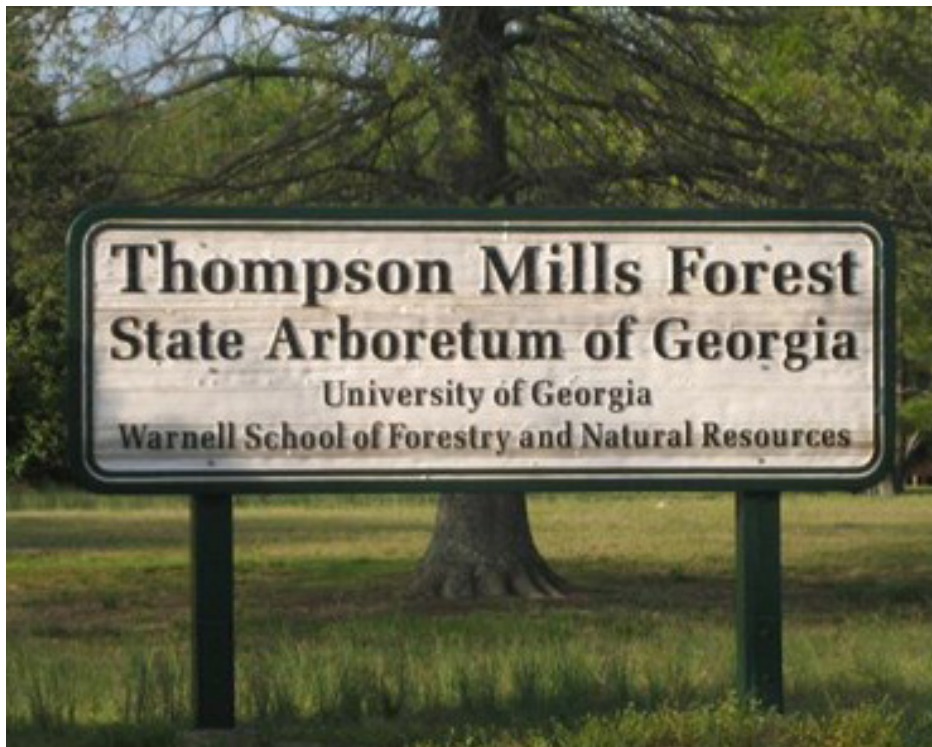 Thompson Mills Forest
State Arboretum of Georgia
University of Georgia
Warnell School of Forestry and Natural Resources